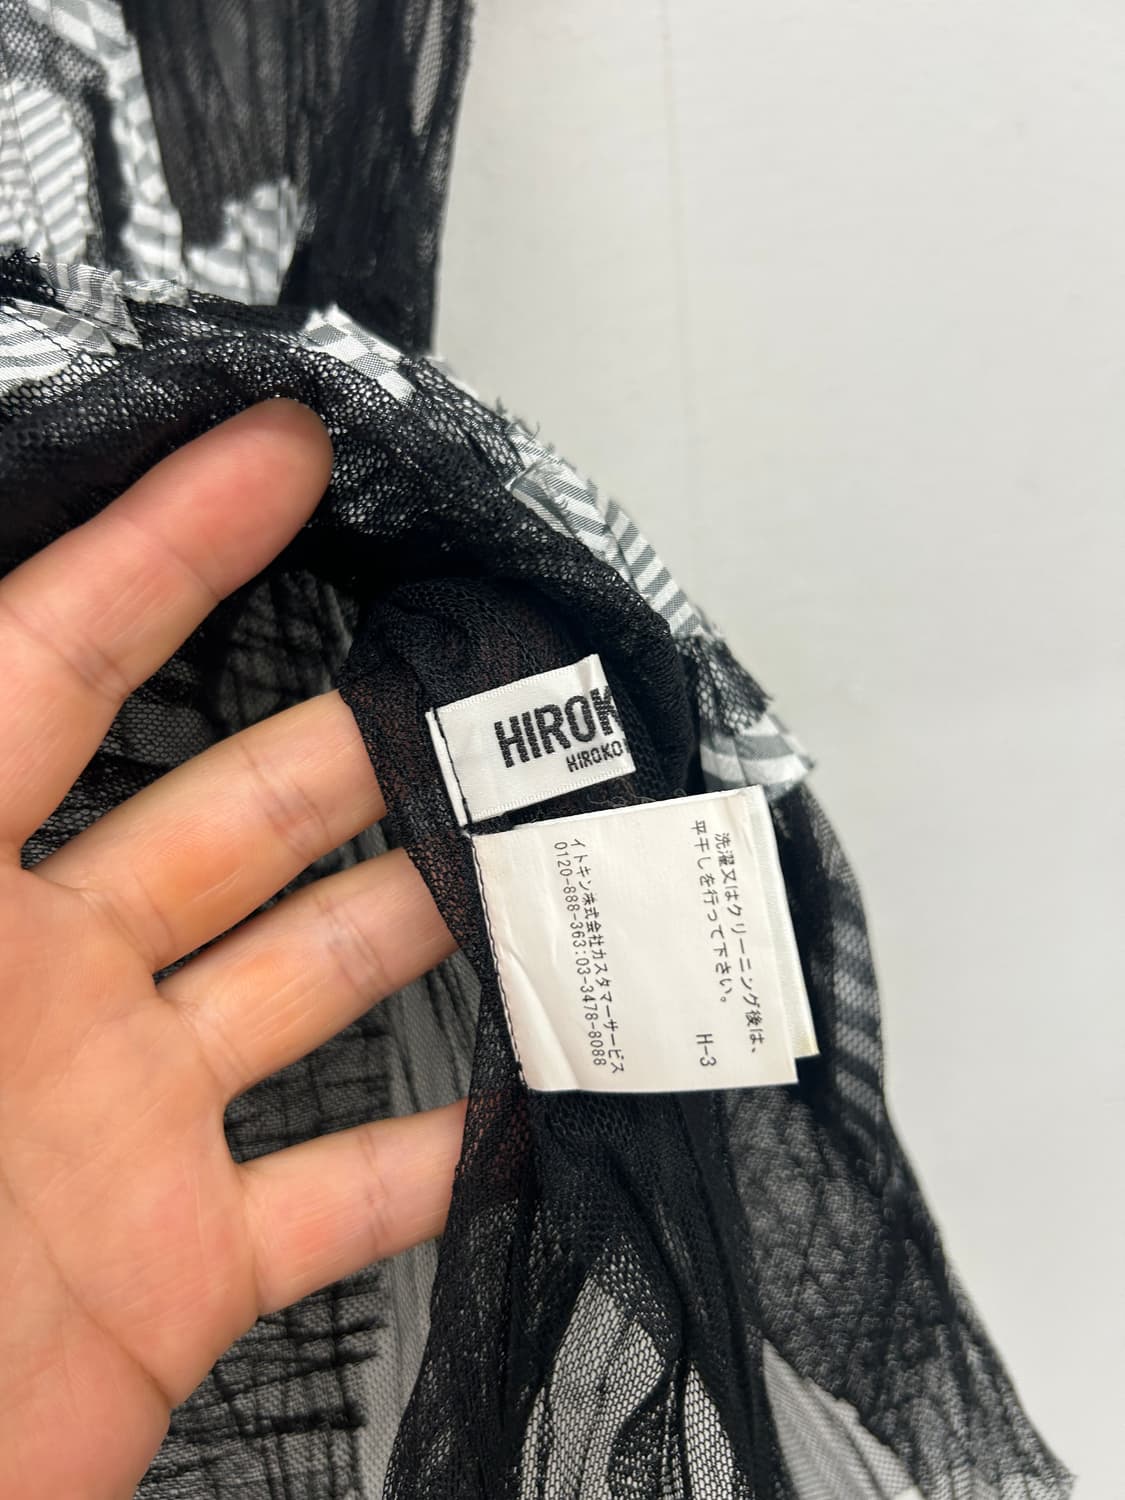 HIROK
HIROKO
洗濯又はクリーニング後は、
平干しを行って下さい。
H-3
イトキン株式会社カスタマーサービス
0120-888-363:03-3478-8088